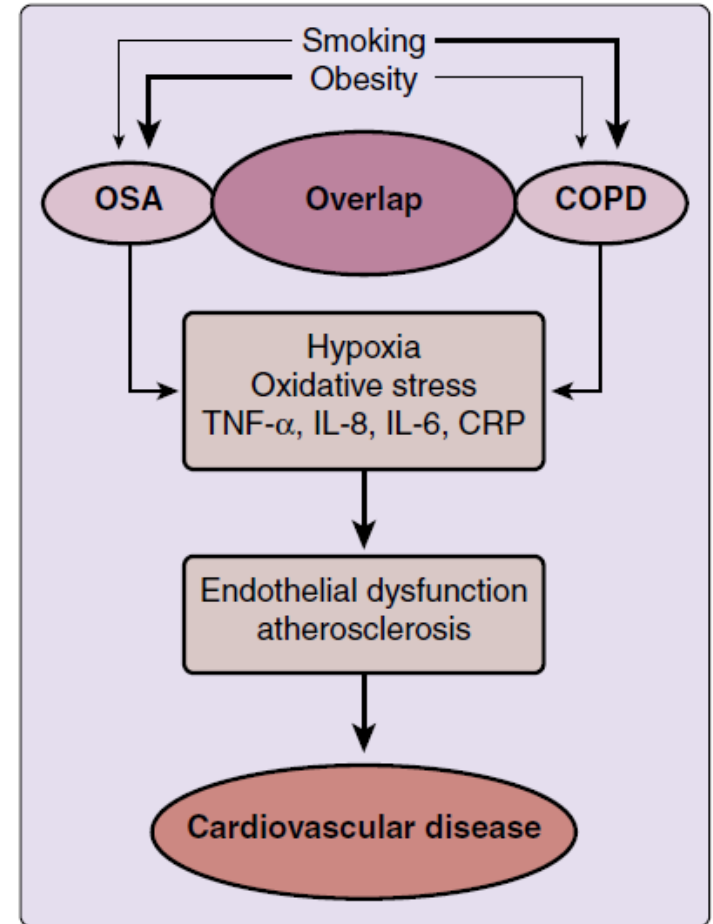 Smoking
Obesity
OSA
Overlap
COPD
Hypoxia
Oxidative stress
TNF-α, IL-8, IL-6, CRP
Endothelial dysfunction
atherosclerosis
Cardiovascular disease